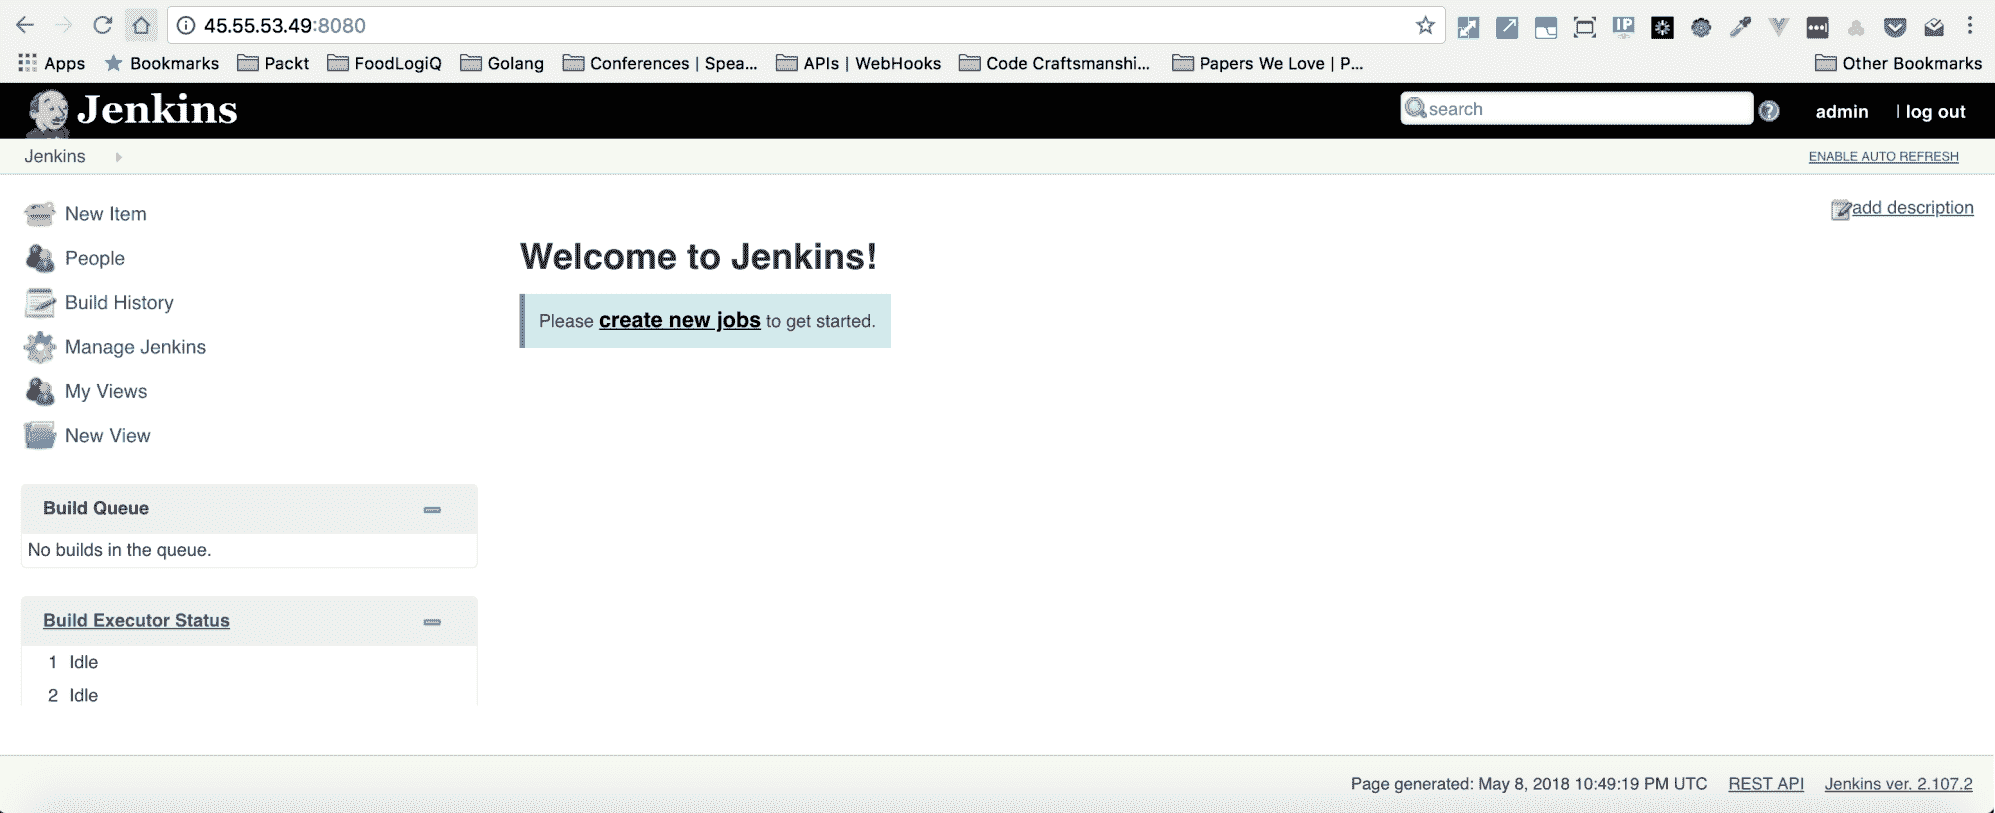 45.55.53.49:8080
Apps Bookmarks Packt FoodLogiQ Golang Conferences | Spea... APIs | WebHooks Code Craftsmanshi... Papers We Love | P... Other Bookmarks
Jenkins search admin | log out
Jenkins ENABLE AUTO REFRESH
New Item
add description
People
Welcome to Jenkins!
Build History
Please create new jobs to get started.
Manage Jenkins
My Views
New View
Build Queue
No builds in the queue.
Build Executor Status
1 Idle
2 Idle
Page generated: May 8, 2018 10:49:19 PM UTC REST API Jenkins ver. 2.107.2